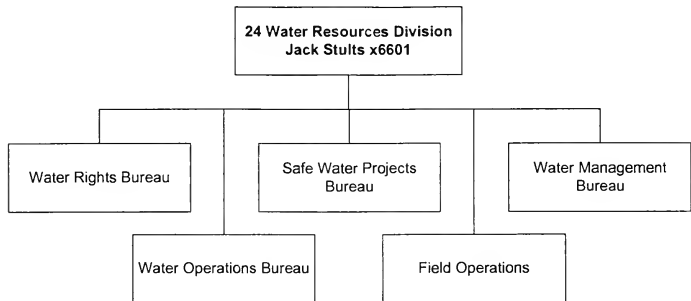 24 Water Resources Division
Jack Stults x6601
Water Rights Bureau
Safe Water Projects
Bureau
Water Management
Bureau
Water Operations Bureau
Field Operations